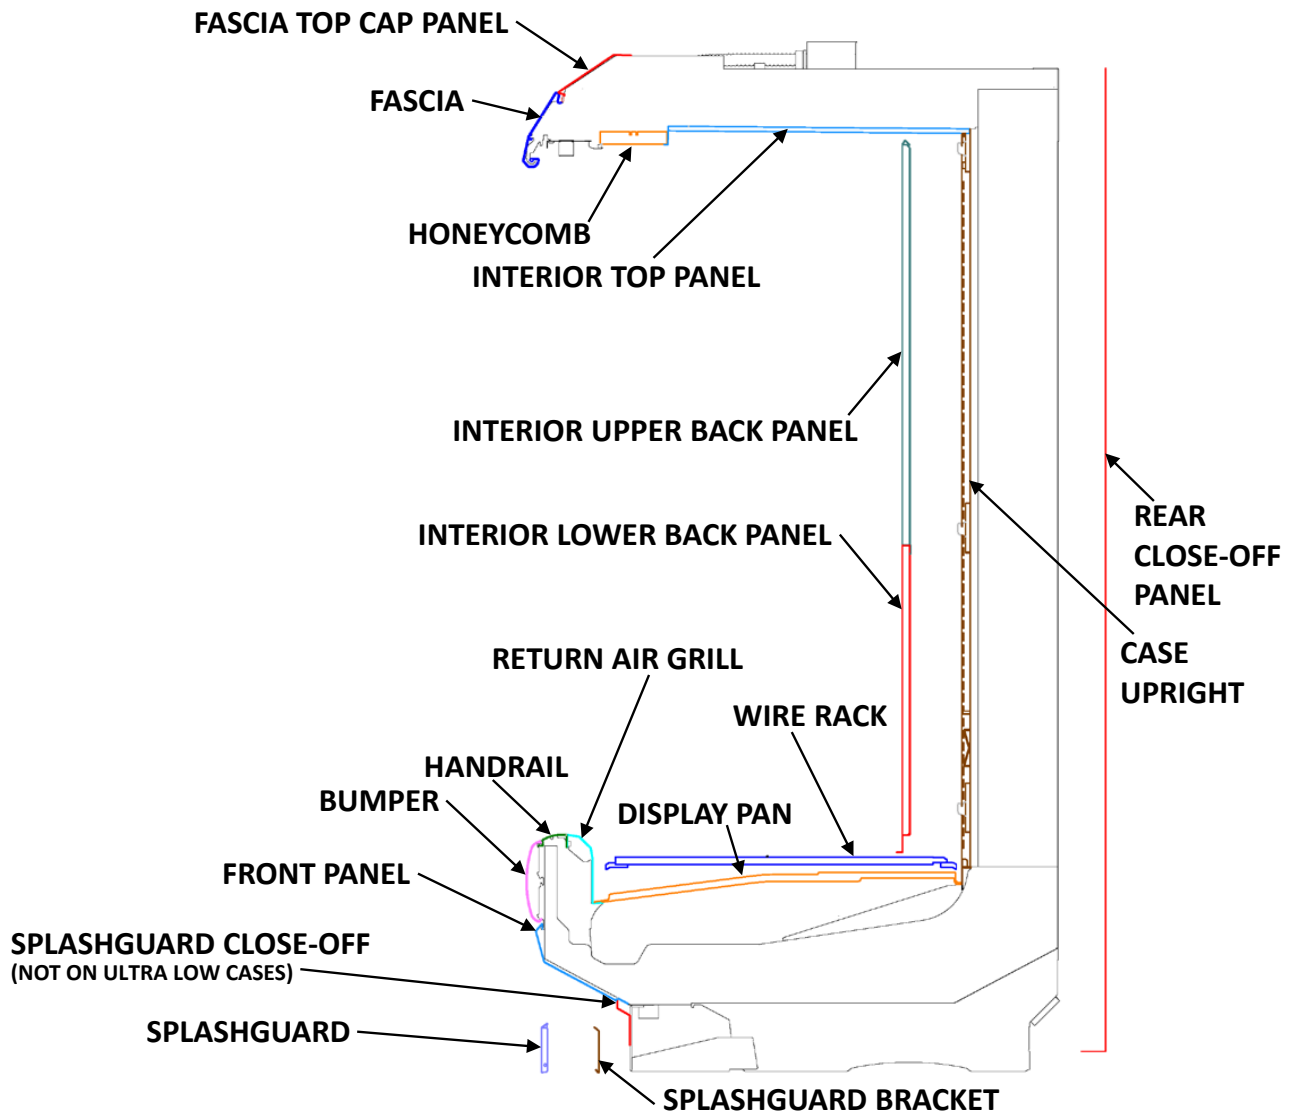 FASCIA TOP CAP PANEL
FASCIA
HONEYCOMB
INTERIOR TOP PANEL
INTERIOR UPPER BACK PANEL
INTERIOR LOWER BACK PANEL
REAR
CLOSE-OFF
PANEL
CASE
UPRIGHT
RETURN AIR GRILL
WIRE RACK
HANDRAIL
BUMPER
DISPLAY PAN
FRONT PANEL
SPLASHGUARD CLOSE-OFF
(NOT ON ULTRA LOW CASES)
SPLASHGUARD
SPLASHGUARD BRACKET